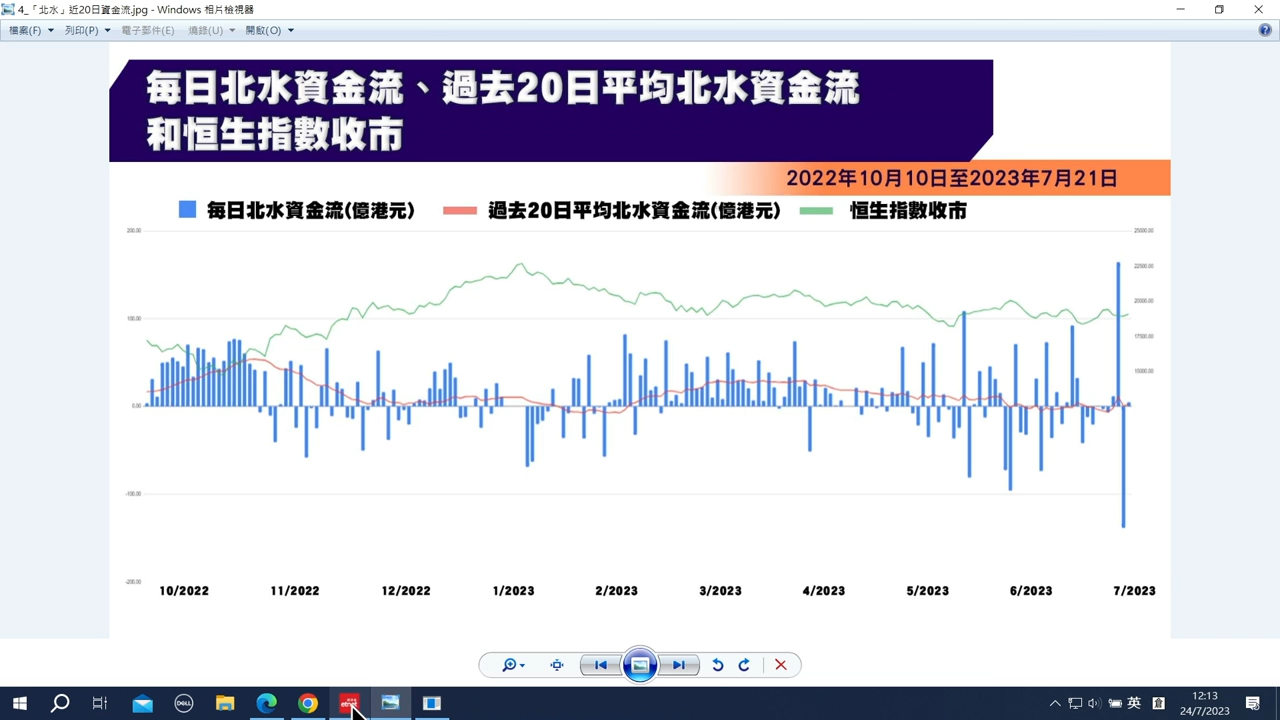 4_「北水」近20日資金流.jpg - Windows 相片檢視器
檔案(F) 列印(P) 電子郵件(E) 燒錄(U) 開啟(O)
每日北水資金流、過去20日平均北水資金流
和恒生指數收市
2022年10月10日至2023年7月21日
每日北水資金流(億港元) 過去20日平均北水資金流(億港元) 恒生指數收市
200.00 25000.00
22500.00
20000.00
100.00
17500.00
15000.00
0.00
-100.00
-200.00
10/2022 11/2022 12/2022 1/2023 2/2023 3/2023 4/2023 5/2023 6/2023 7/2023
DELL etnet 英
12:13
24/7/2023